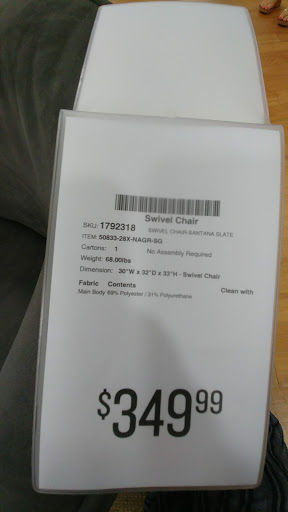 Swivel Chair
SKU: 1792318 SWIVEL CHAIR-SANTANA SLATE
ITEM: 50833-28X-NAGR-SG
Cartons: 1 No Assembly Required
Weight: 68.00lbs
Dimension: 30"W x 32"D x 33"H - Swivel Chair
Fabric Contents Clean with
Main Body 69% Polyester / 31% Polyurethane
$349.99